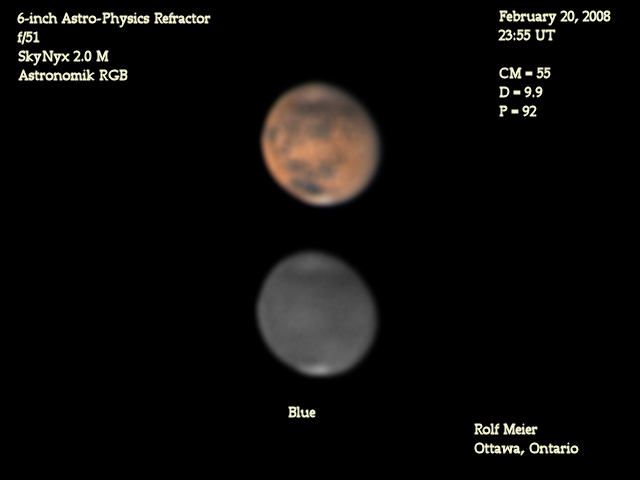 6-inch Astro-Physics Refractor
f/51
SkyNyx 2.0 M
Astronomik RGB
February 20, 2008
23:55 UT
CM = 55
D = 9.9
P = 92
Blue
Rolf Meier
Ottawa, Ontario